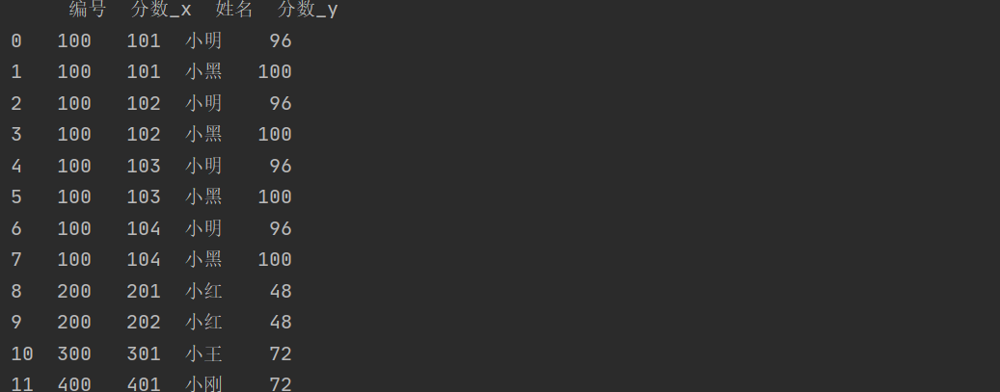 编号 分数_x 姓名 分数_y
0 100 101 小明 96
1 100 101 小黑 100
2 100 102 小明 96
3 100 102 小黑 100
4 100 103 小明 96
5 100 103 小黑 100
6 100 104 小明 96
7 100 104 小黑 100
8 200 201 小红 48
9 200 202 小红 48
10 300 301 小王 72
11 400 401 小刚 72